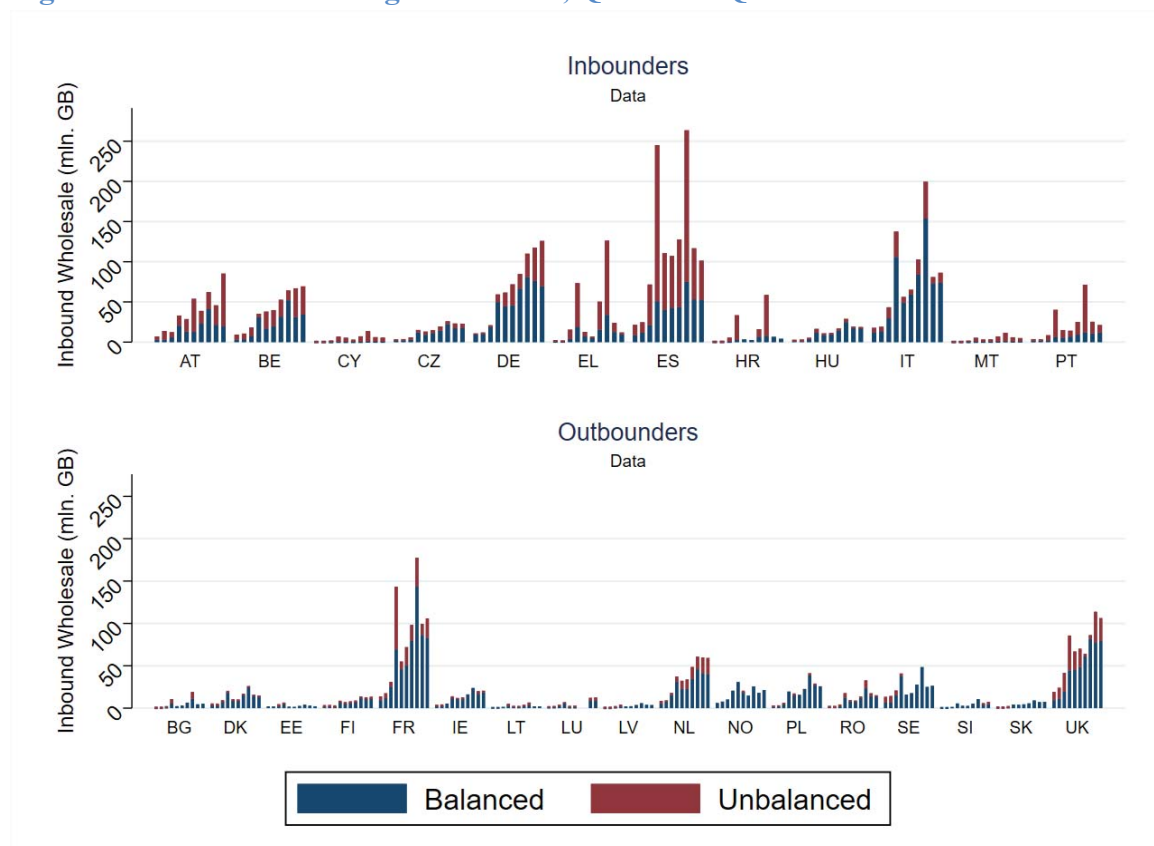 Inbounders
Data
Inbound Wholesale (mln. GB)
250
200
150
100
50
0
AT BE CY CZ DE EL ES HR HU IT MT PT
Outbounders
Data
Inbound Wholesale (mln. GB)
250
200
150
100
50
0
BG DK EE FI FR IE LT LU LV NL NO PL RO SE SI SK UK
Balanced Unbalanced